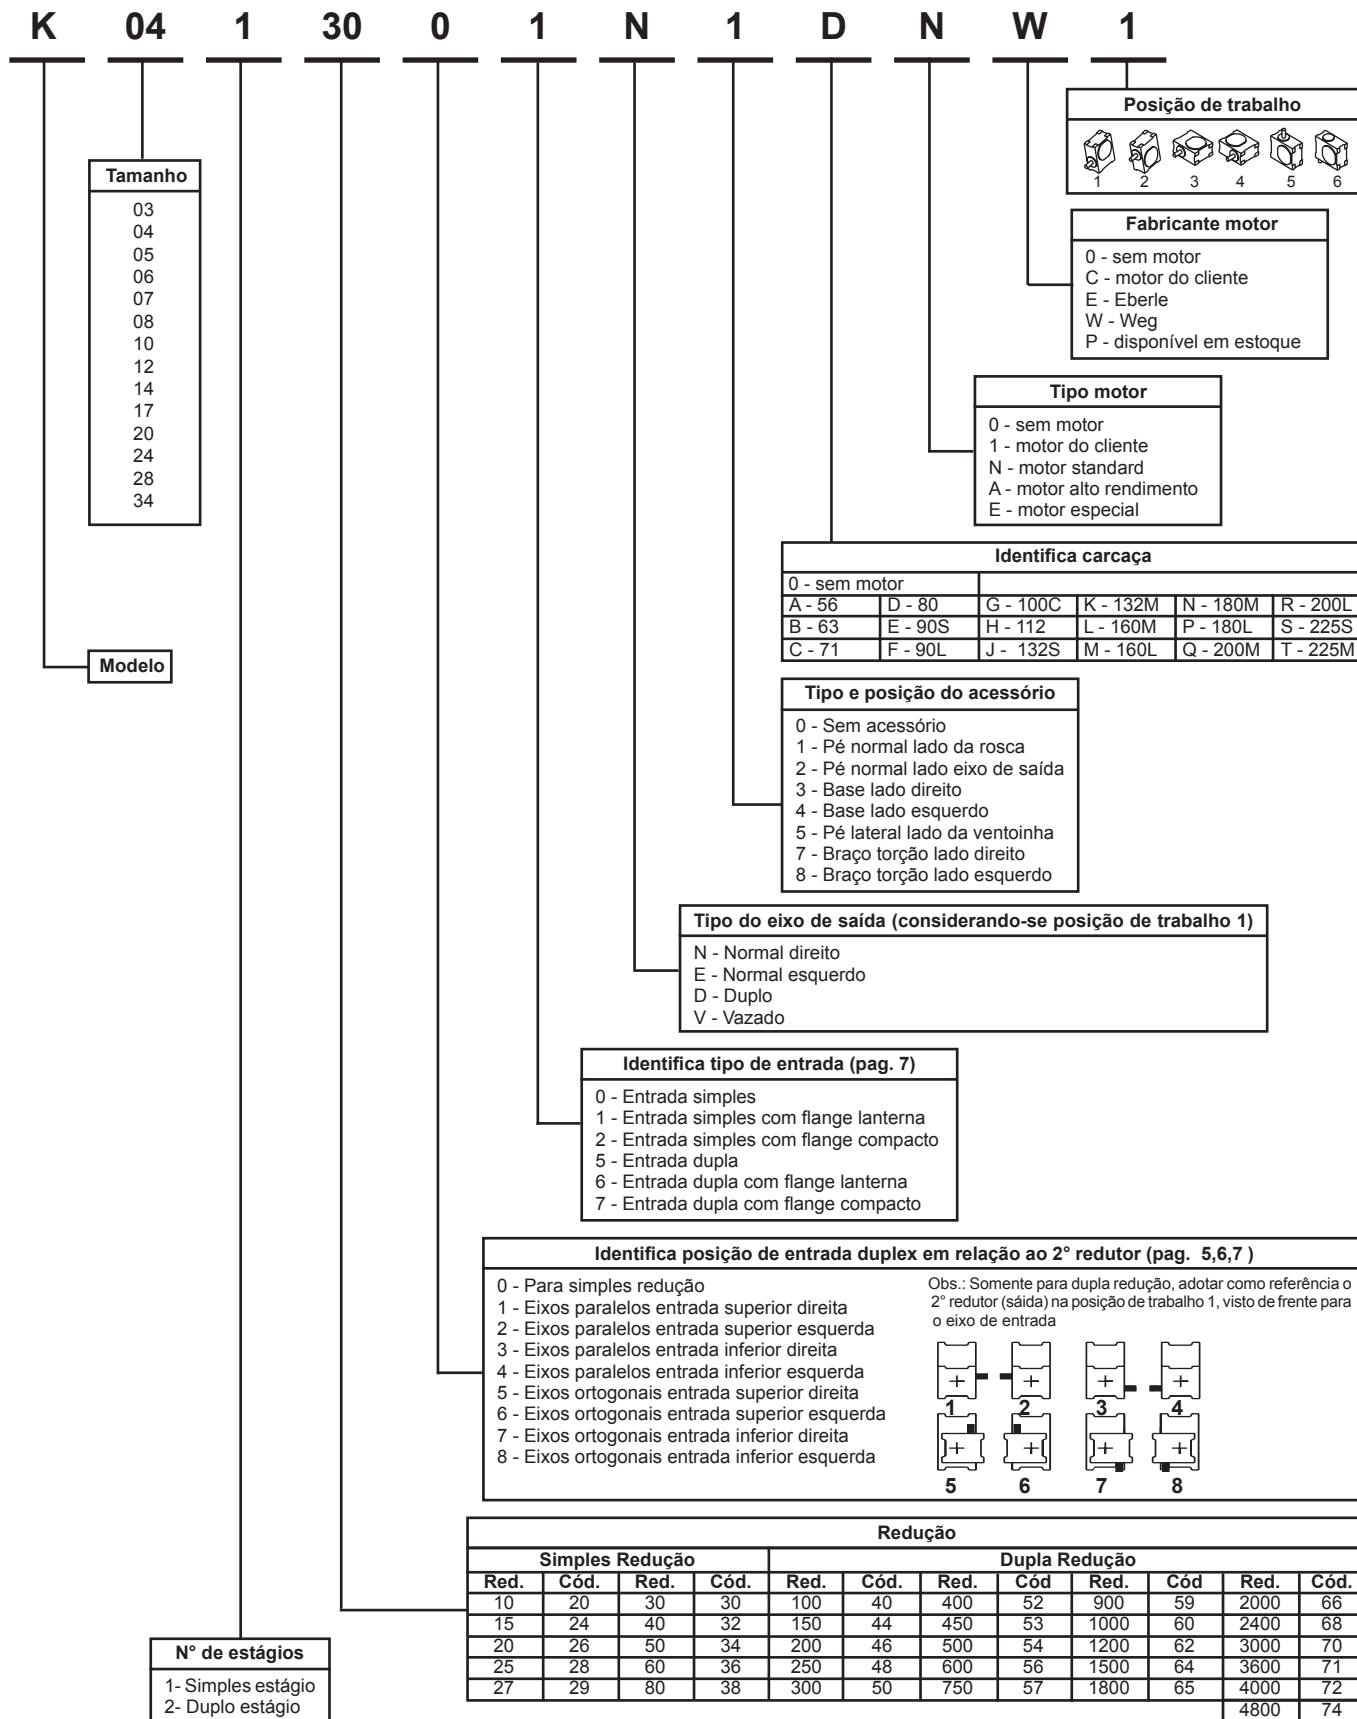 K 04 1 30 0 1 N 1 D N W 1
Posição de trabalho
1 2 3 4 5 6
Tamanho
03
04
05
06
07
08
10
12
14
17
20
24
28
34
Fabricante motor
0 - sem motor
C - motor do cliente
E - Eberle
W - Weg
P - disponível em estoque
Tipo motor
0 - sem motor
1 - motor do cliente
N - motor standard
A - motor alto rendimento
E - motor especial
Identifica carcaça
0 - sem motor
A - 56 D - 80 G - 100C K - 132M N - 180M R - 200L
B - 63 E - 90S H - 112 L - 160M P - 180L S - 225S
C - 71 F - 90L J - 132S M - 160L Q - 200M T - 225M
Modelo
Tipo e posição do acessório
0 - Sem acessório
1 - Pé normal lado da rosca
2 - Pé normal lado eixo de saída
3 - Base lado direito
4 - Base lado esquerdo
5 - Pé lateral lado da ventoinha
7 - Braço torção lado direito
8 - Braço torção lado esquerdo
Tipo do eixo de saída (considerando-se posição de trabalho 1)
N - Normal direito
E - Normal esquerdo
D - Duplo
V - Vazado
Identifica tipo de entrada (pag. 7)
0 - Entrada simples
1 - Entrada simples com flange lanterna
2 - Entrada simples com flange compacto
5 - Entrada dupla
6 - Entrada dupla com flange lanterna
7 - Entrada dupla com flange compacto
Identifica posição de entrada duplex em relação ao 2° redutor (pag. 5,6,7 )
0 - Para simples redução
1 - Eixos paralelos entrada superior direita
2 - Eixos paralelos entrada superior esquerda
3 - Eixos paralelos entrada inferior direita
4 - Eixos paralelos entrada inferior esquerda
5 - Eixos ortogonais entrada superior direita
6 - Eixos ortogonais entrada superior esquerda
7 - Eixos ortogonais entrada inferior direita
8 - Eixos ortogonais entrada inferior esquerda
Obs.: Somente para dupla redução, adotar como referência o
2° redutor (sáida) na posição de trabalho 1, visto de frente para
o eixo de entrada
1 2 3 4
5 6 7 8
Redução
Simples Redução Dupla Redução
Red. Cód. Red. Cód. Red. Cód. Red. Cód Red. Cód Red. Cód.
10 20 30 30 100 40 400 52 900 59 2000 66
15 24 40 32 150 44 450 53 1000 60 2400 68
20 26 50 34 200 46 500 54 1200 62 3000 70
25 28 60 36 250 48 600 56 1500 64 3600 71
27 29 80 38 300 50 750 57 1800 65 4000 72
4800 74
N° de estágios
1- Simples estágio
2- Duplo estágio